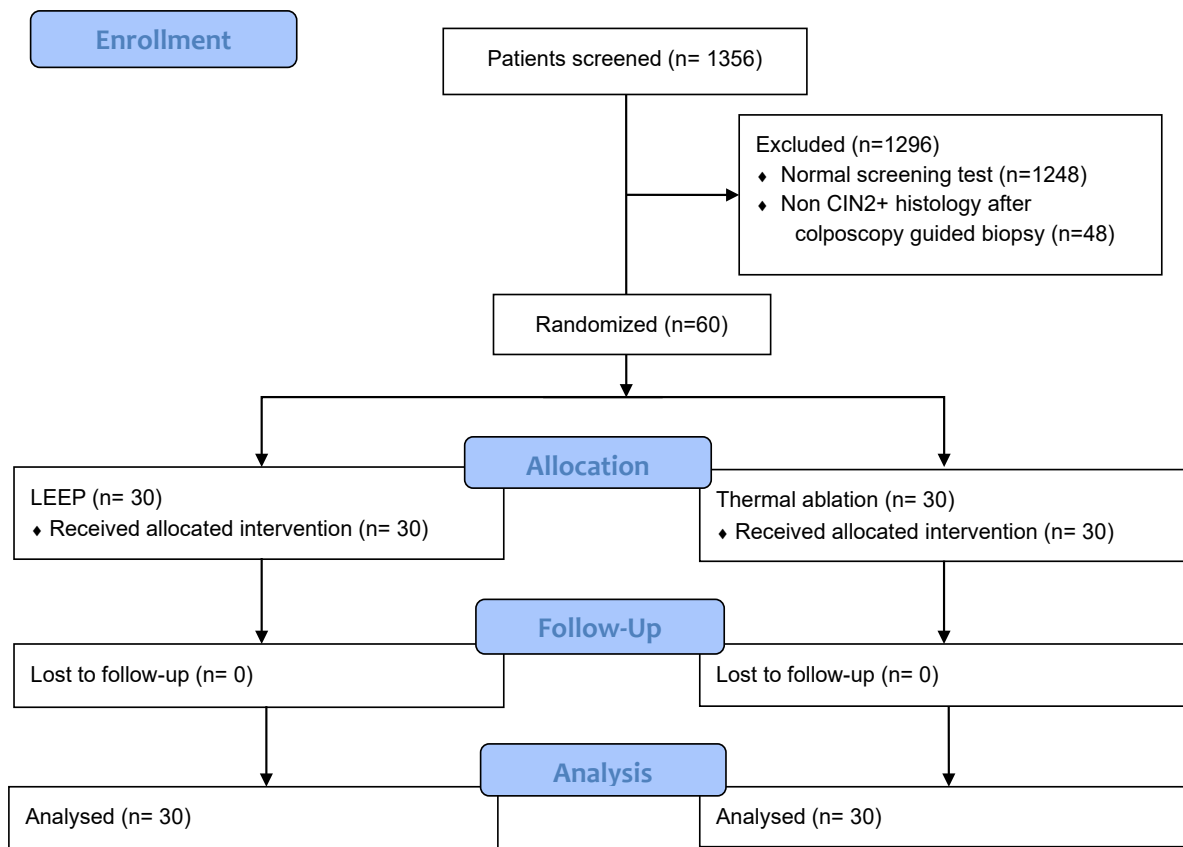 Enrollment
Patients screened (n= 1356)
Excluded (n=1296)
♦ Normal screening test (n=1248)
♦ Non CIN2+ histology after
colposcopy guided biopsy (n=48)
Randomized (n=60)
Allocation
LEEP (n= 30)
♦ Received allocated intervention (n= 30)
Thermal ablation (n= 30)
♦ Received allocated intervention (n= 30)
Follow-Up
Lost to follow-up (n= 0)
Lost to follow-up (n= 0)
Analysis
Analysed (n= 30)
Analysed (n= 30)